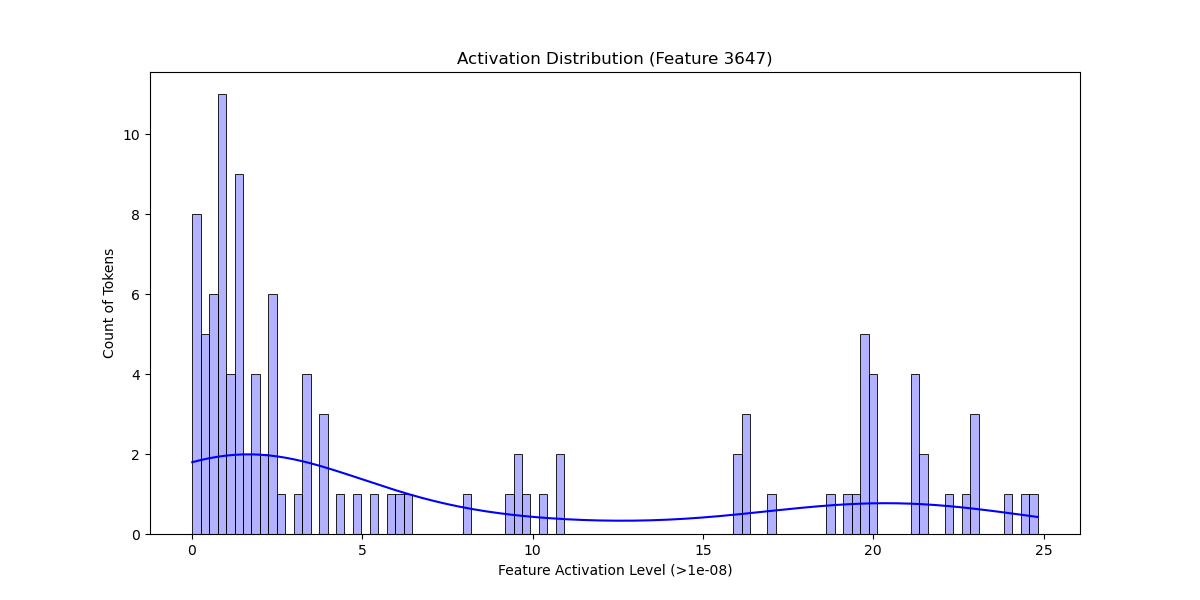 Activation Distribution (Feature 3647)
10
8
6
4
2
0
Count of Tokens
0 5 10 15 20 25
Feature Activation Level (>1e-08)